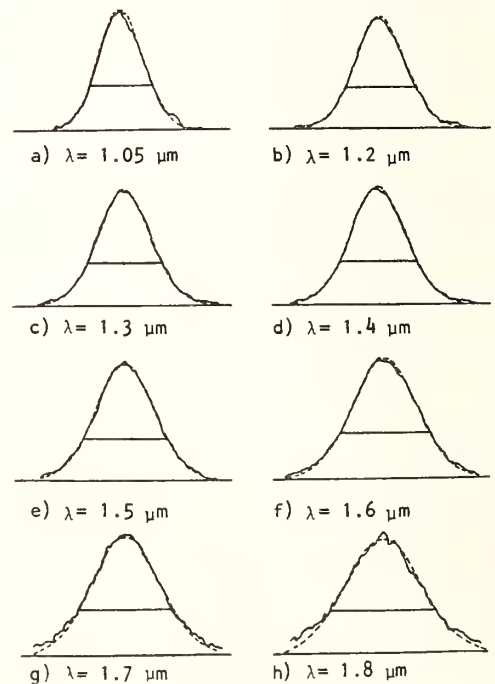 a) λ= 1.05 μm
b) λ= 1.2 μm
c) λ= 1.3 μm
d) λ= 1.4 μm
e) λ= 1.5 μm
f) λ= 1.6 μm
g) λ= 1.7 μm
h) λ= 1.8 μm